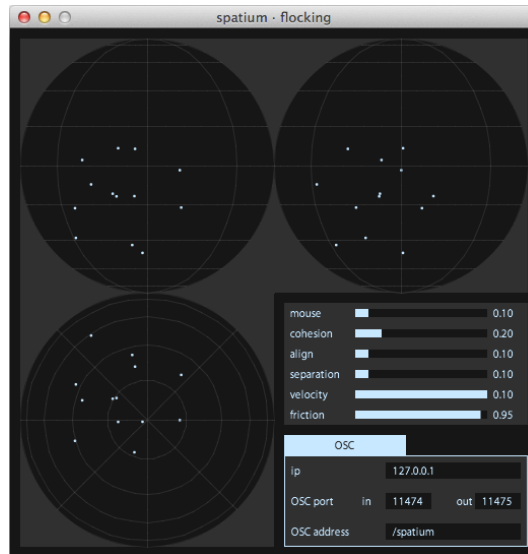 spatium · flocking
mouse 0.10
cohesion 0.20
align 0.10
separation 0.10
velocity 0.10
friction 0.95
OSC
ip 127.0.0.1
OSC port in 11474 out 11475
OSC address /spatium